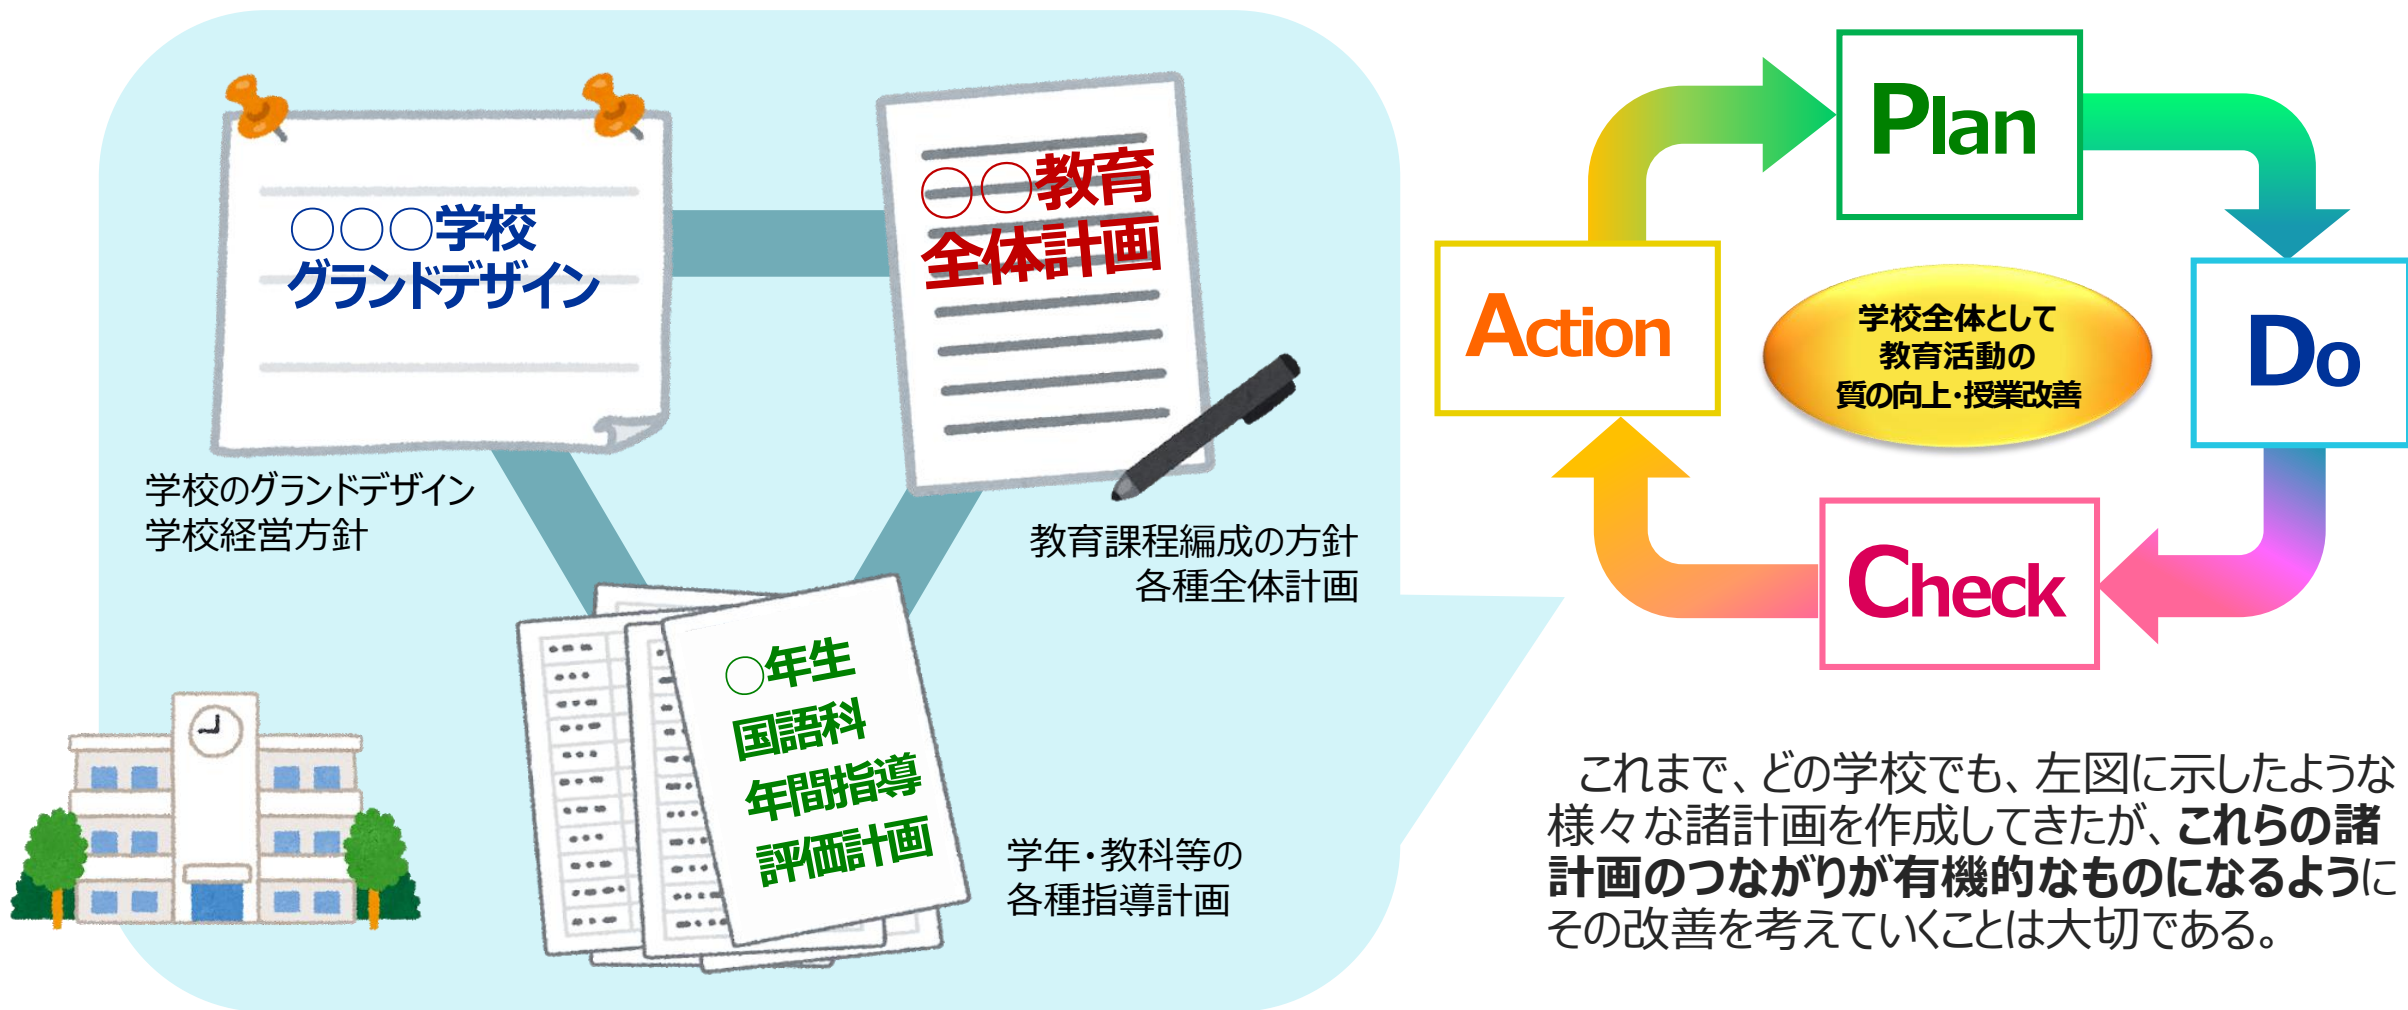 ○○○学校
グランドデザイン
○○教育
全体計画
学校のグランドデザイン
学校経営方針
教育課程編成の方針
各種全体計画
○年生
国語科
年間指導
評価計画
学年・教科等の
各種指導計画
Plan
Do
Check
Action
学校全体として
教育活動の
質の向上・授業改善
これまで、どの学校でも、左図に示したような
様々な諸計画を作成してきたが、これらの諸
計画のつながりが有機的なものになるように
その改善を考えていくことは大切である。